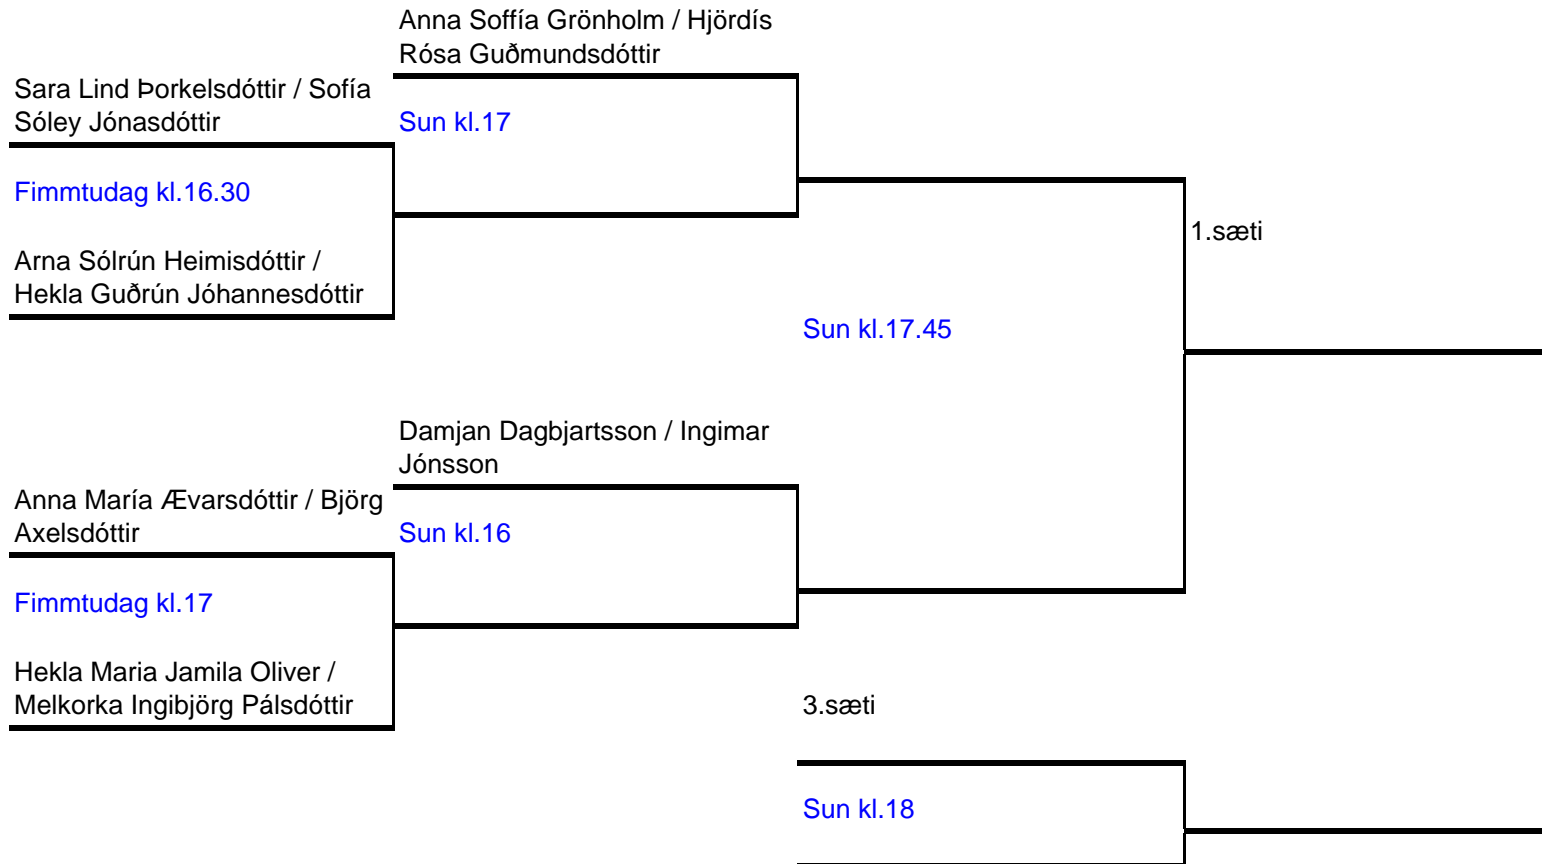 Anna Soffía Grönholm / Hjördís
Rósa Guðmundsdóttir
Sara Lind Þorkelsdóttir / Sofía
Sóley Jónasdóttir
Sun kl.17
Fimmtudag kl.16.30
1.sæti
Arna Sólrún Heimisdóttir /
Hekla Guðrún Jóhannesdóttir
Sun kl.17.45
Damjan Dagbjartsson / Ingimar
Jónsson
Anna María Ævarsdóttir / Björg
Axelsdóttir
Sun kl.16
Fimmtudag kl.17
Hekla Maria Jamila Oliver /
Melkorka Ingibjörg Pálsdóttir
3.sæti
Sun kl.18